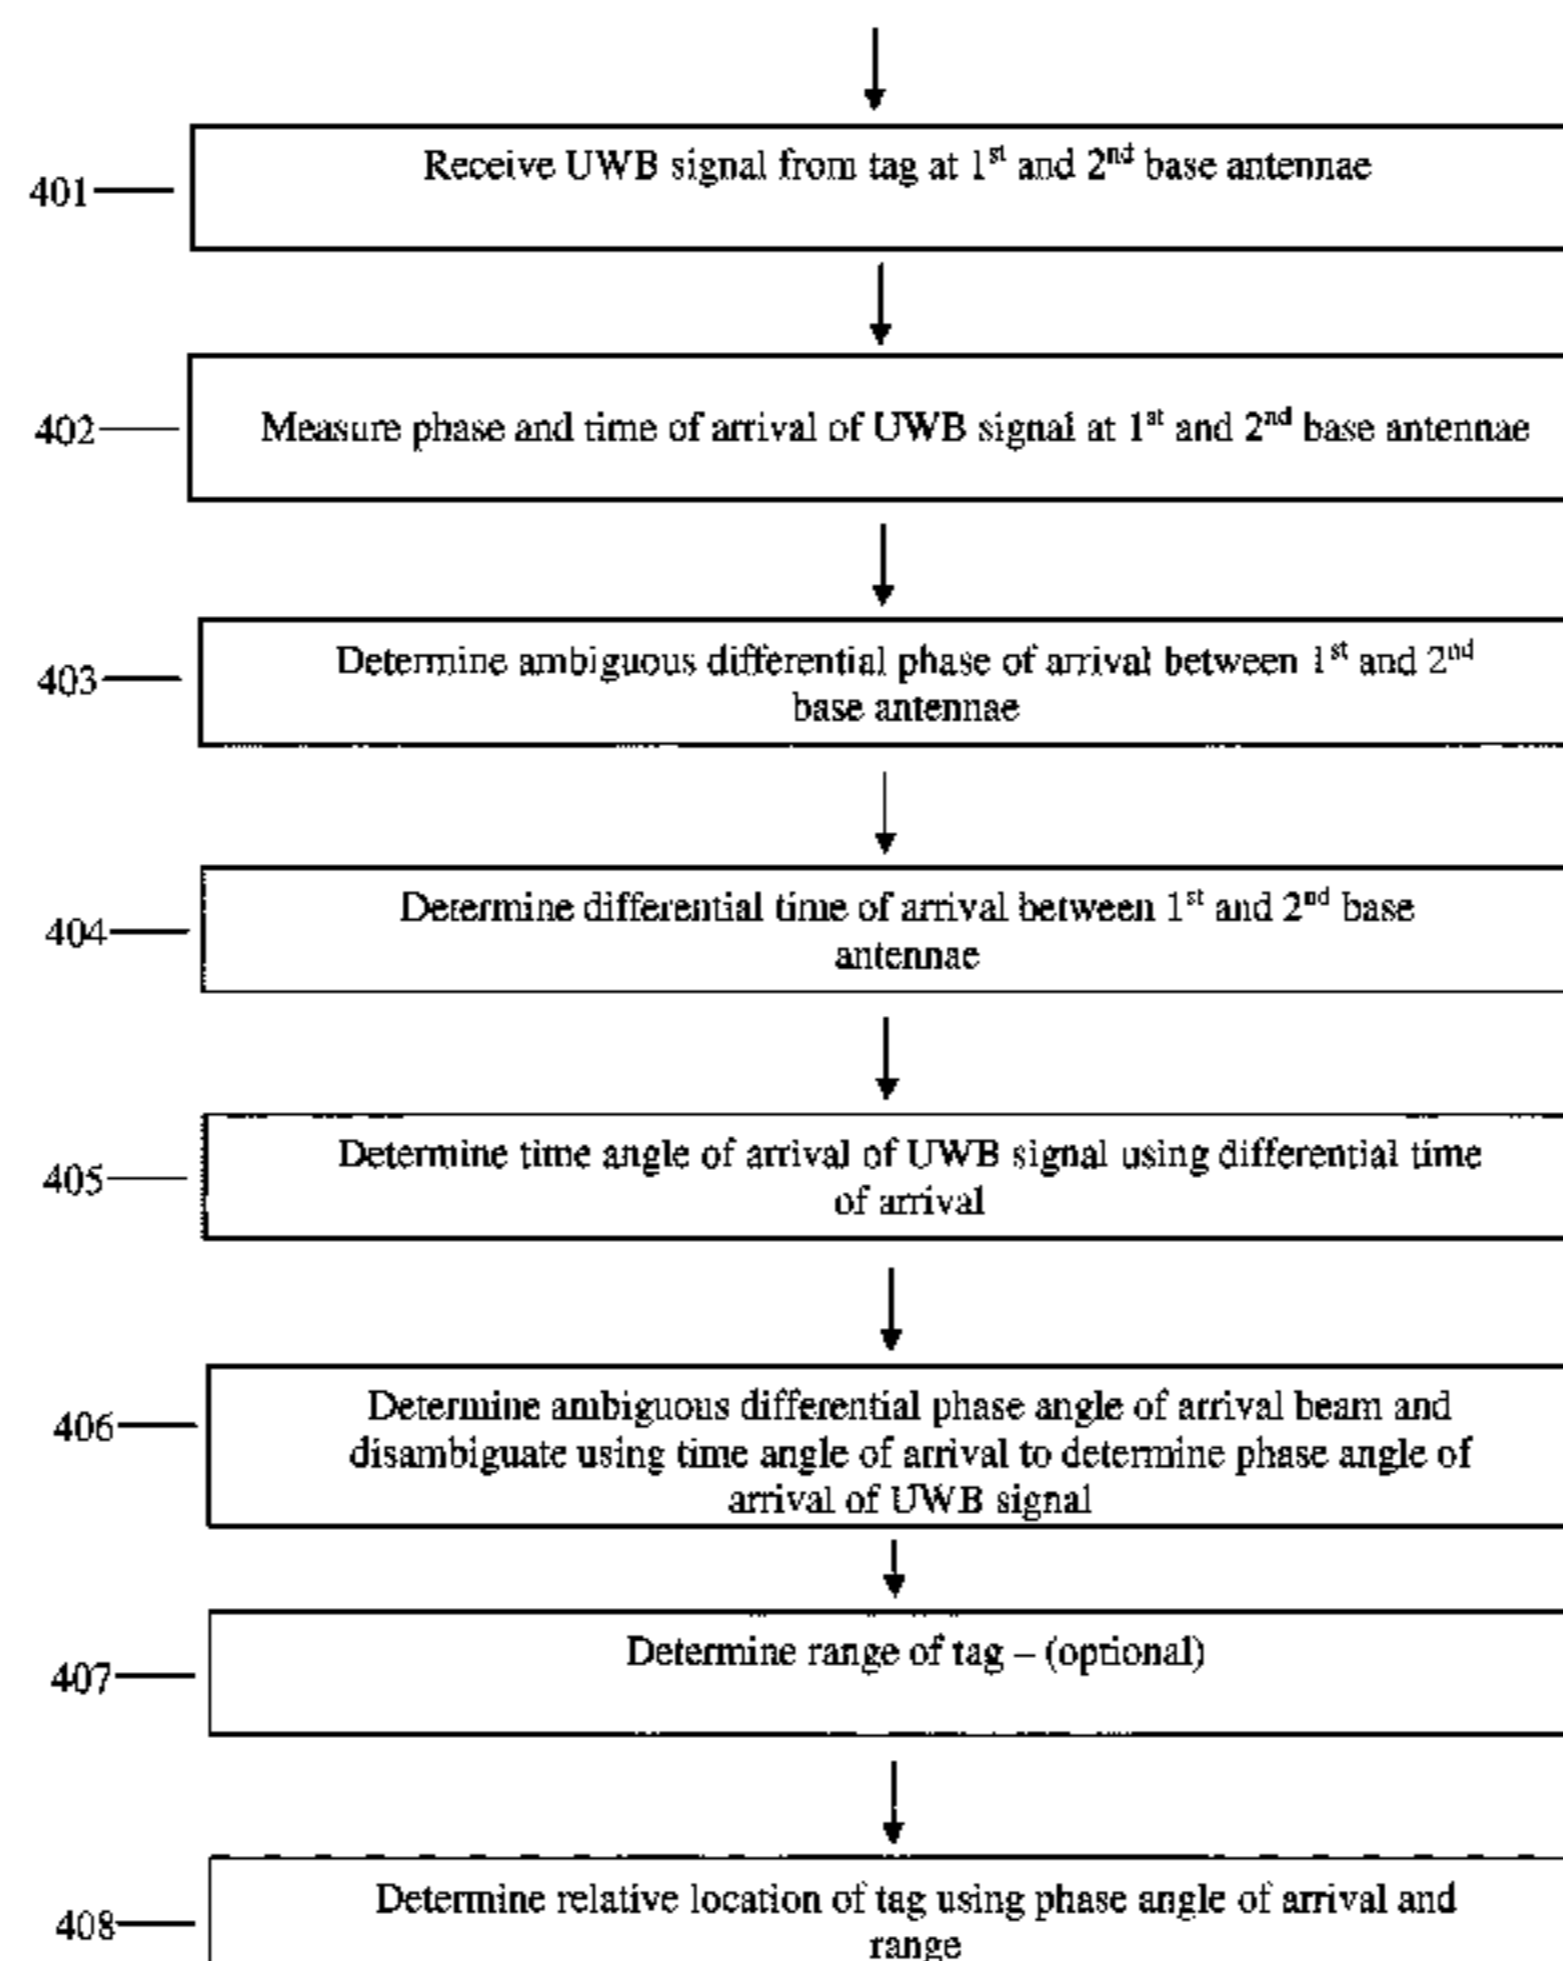 Receive UWB signal from tag at 1st and 2nd base antennae
401
Measure phase and time of arrival of UWB signal at 1st and 2nd base antennae
402
Determine ambiguous differential phase of arrival between 1st and 2nd
base antennae
403
Determine differential time of arrival between 1st and 2nd base
antennae
404
Determine time angle of arrival of UWB signal using differential time
of arrival
405
Determine ambiguous differential phase angle of arrival beam and
disambiguate using time angle of arrival to determine phase angle of
arrival of UWB signal
406
Determine range of tag – (optional)
407
Determine relative location of tag using phase angle of arrival and
range
408